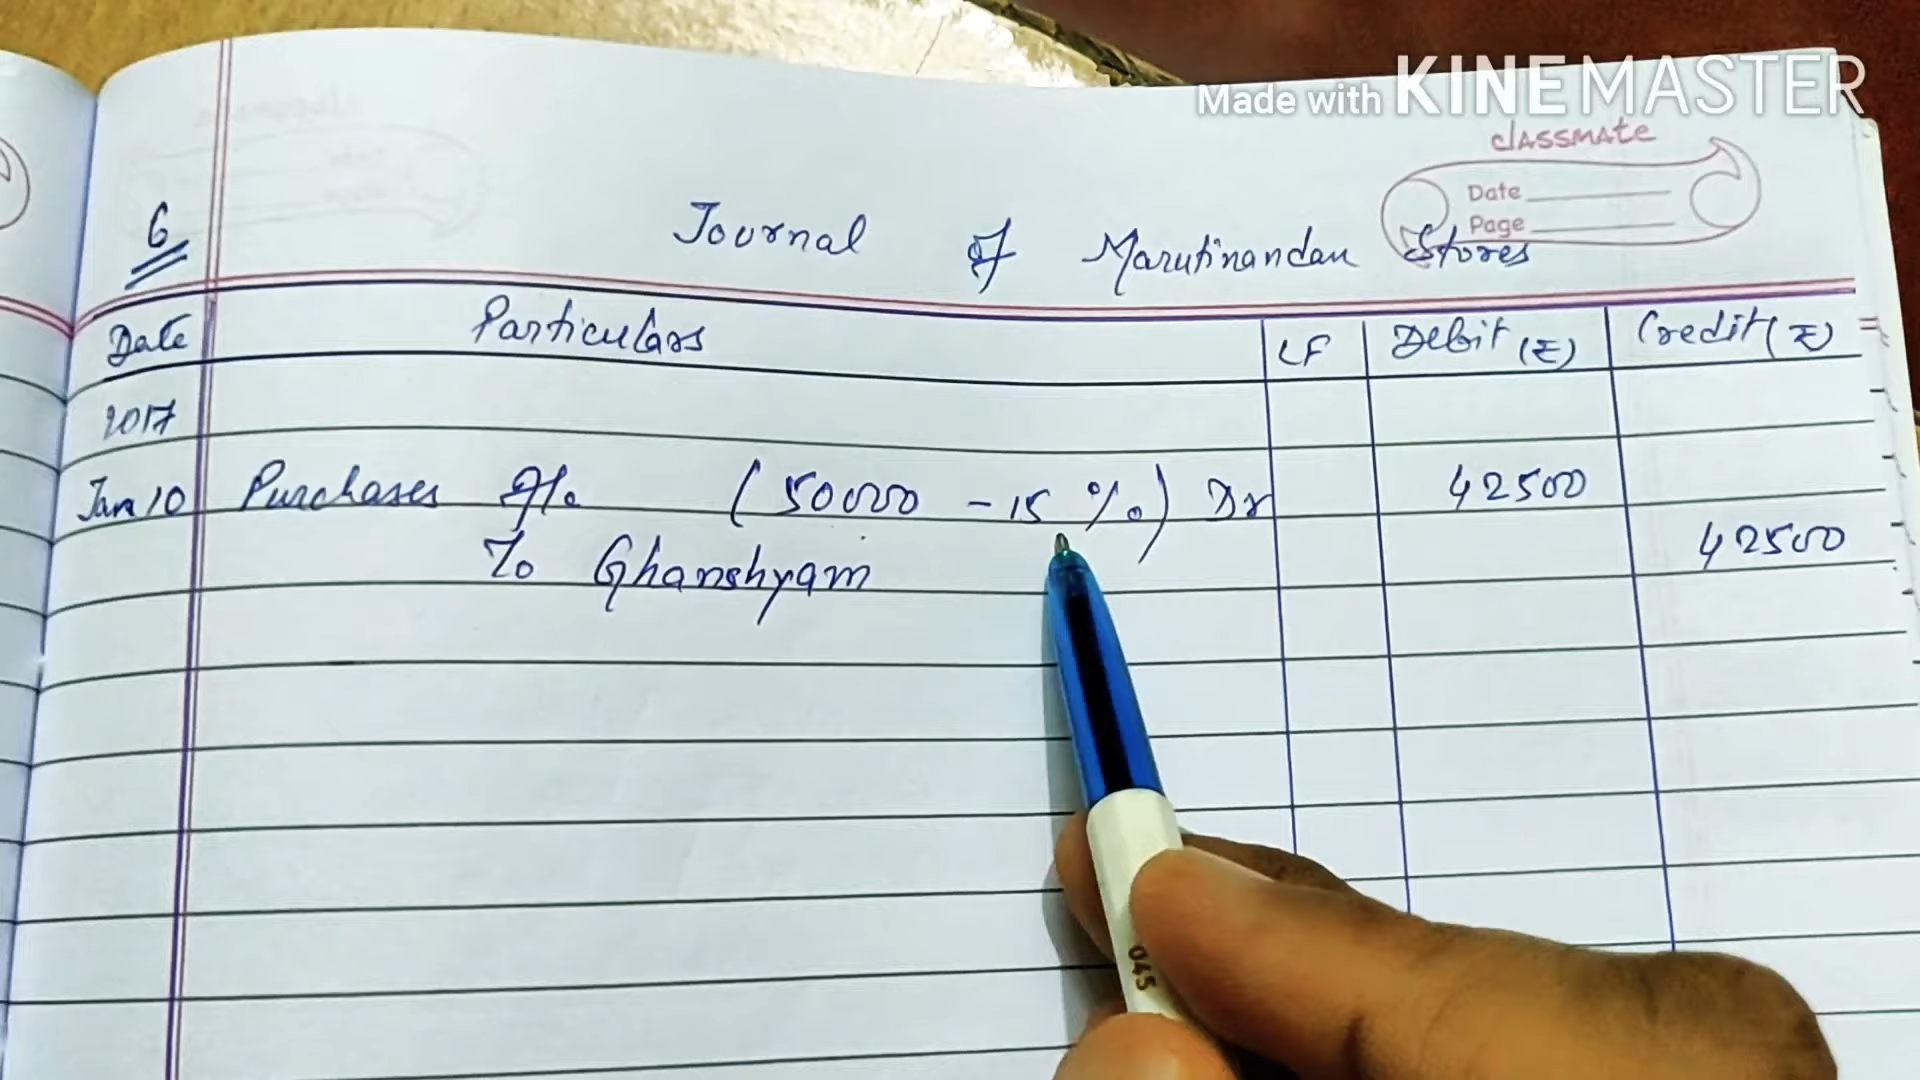 Made with KINEMASTER
classmate
Date
Page
6
Journal of Marutinandan Stores
Date Particulars LF Debit (₹) Credit (₹)
2017
Jan 10 Purchases A/c (50000 - 15 %) Dr 42500
To Ghanshyam 42500
045